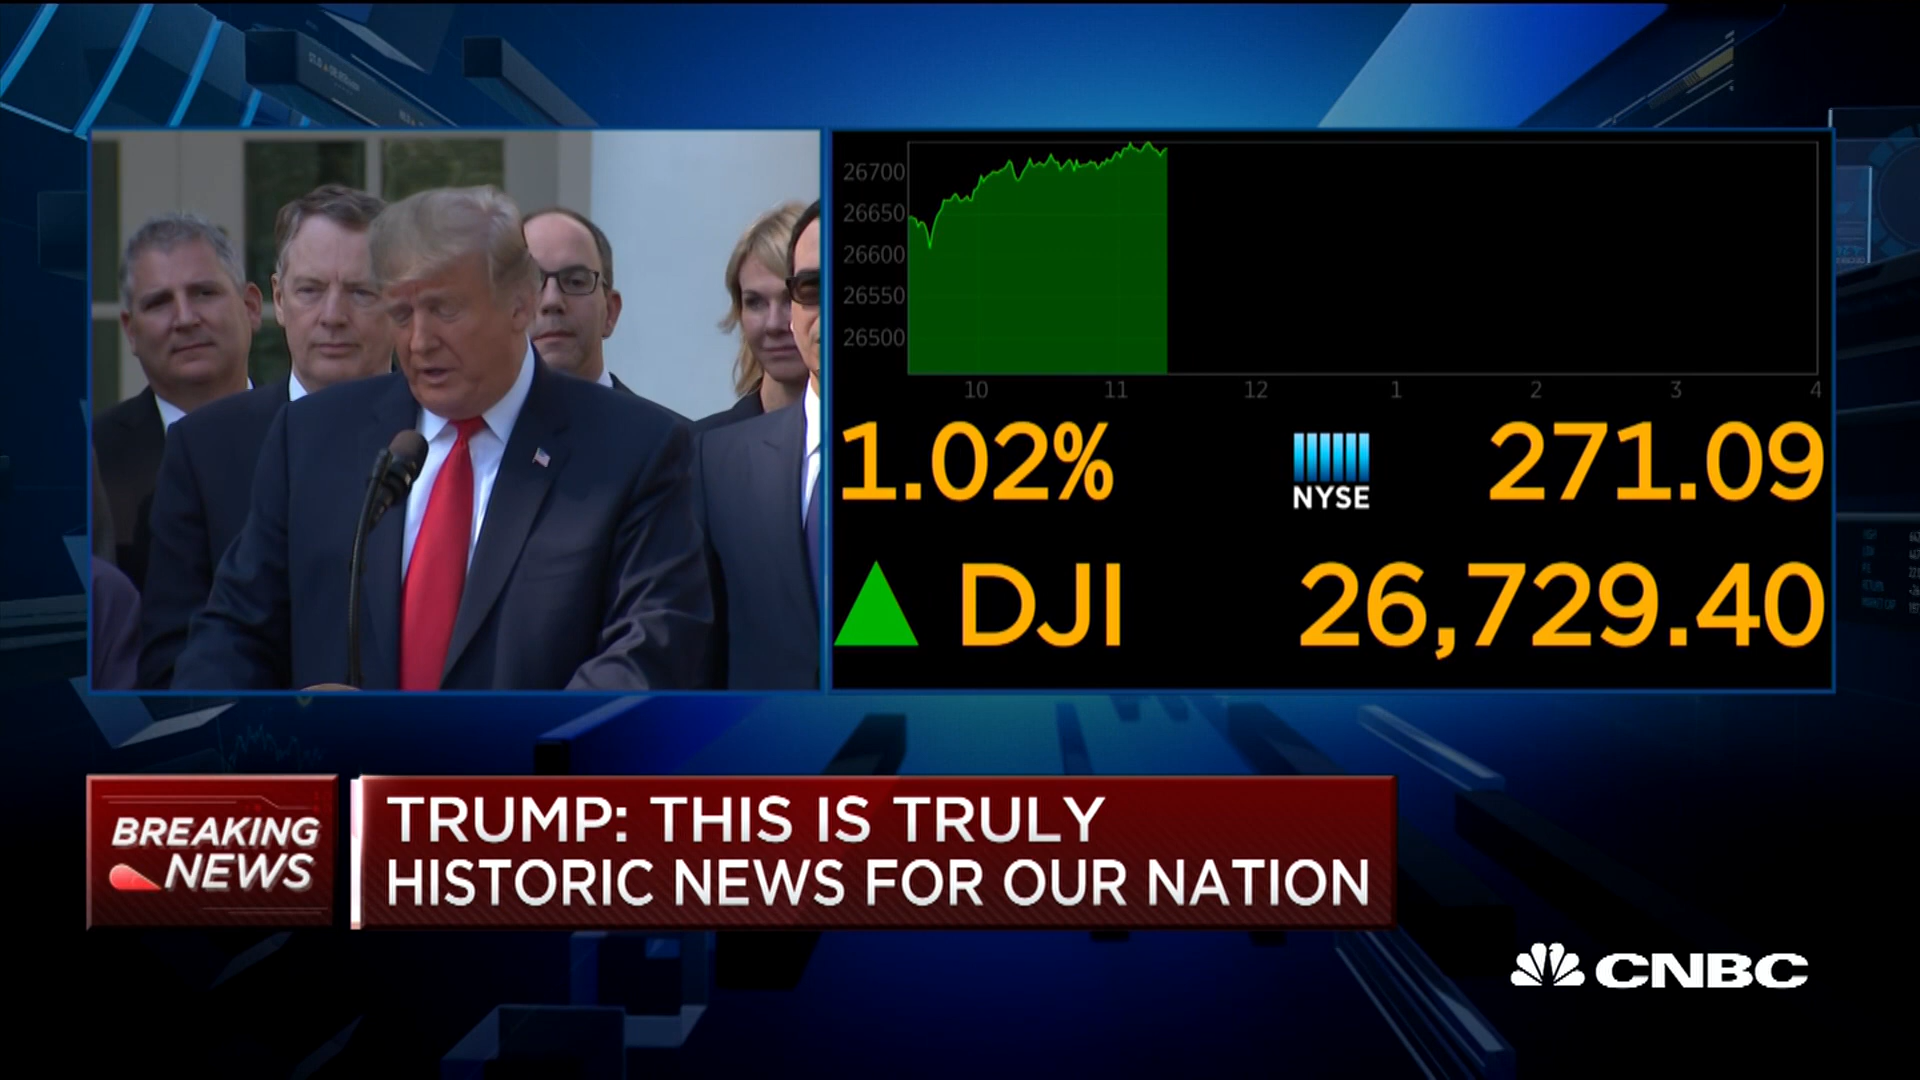 26700
26650
26600
26550
26500
10 11 12 1 2 3 4
1.02% NYSE 271.09
DJI 26,729.40
BREAKING
NEWS
TRUMP: THIS IS TRULY
HISTORIC NEWS FOR OUR NATION
CNBC